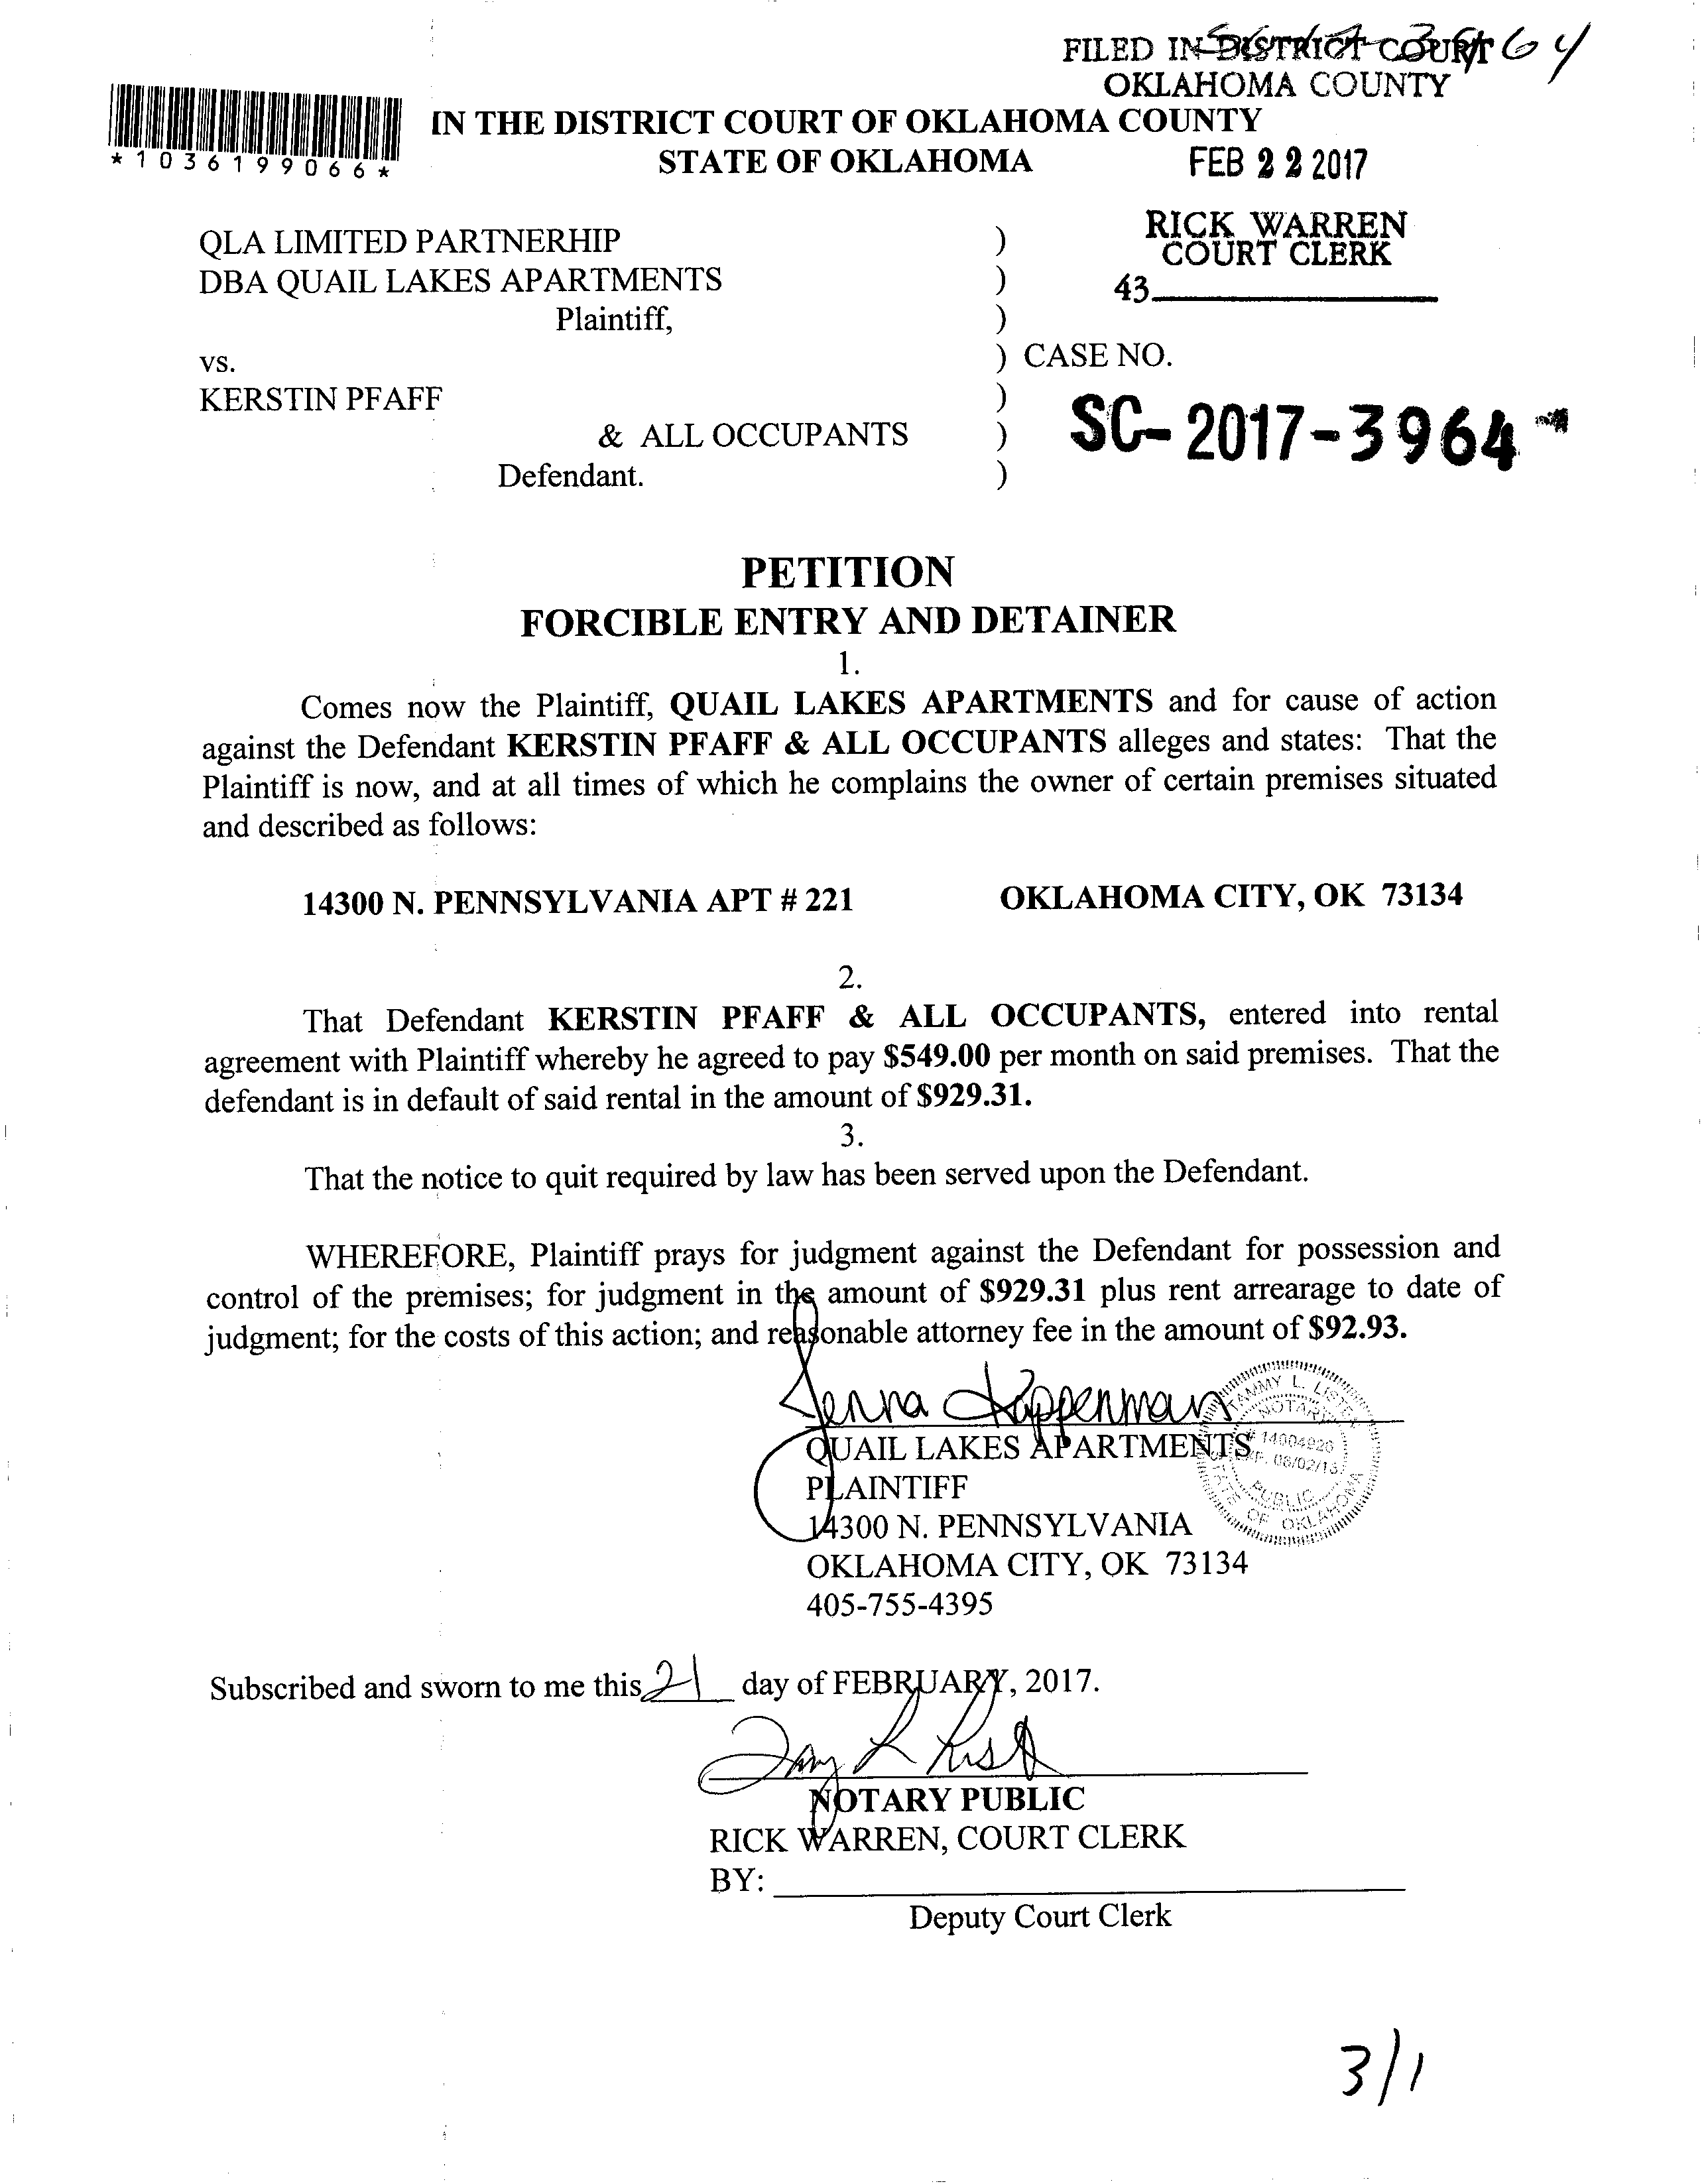 FILED IN DISTRICT COURT
OKLAHOMA COUNTY
*1036199066*
IN THE DISTRICT COURT OF OKLAHOMA COUNTY
STATE OF OKLAHOMA
FEB 22 2017
RICK WARREN
COURT CLERK
43
QLA LIMITED PARTNERHIP )
DBA QUAIL LAKES APARTMENTS )
Plaintiff, )
vs. ) CASE NO.
KERSTIN PFAFF )
& ALL OCCUPANTS ) SC-2017-3964
Defendant. )
PETITION
FORCIBLE ENTRY AND DETAINER
1.
Comes now the Plaintiff, QUAIL LAKES APARTMENTS and for cause of action
against the Defendant KERSTIN PFAFF & ALL OCCUPANTS alleges and states: That the
Plaintiff is now, and at all times of which he complains the owner of certain premises situated
and described as follows:
14300 N. PENNSYLVANIA APT # 221 OKLAHOMA CITY, OK 73134
2.
That Defendant KERSTIN PFAFF & ALL OCCUPANTS, entered into rental
agreement with Plaintiff whereby he agreed to pay $549.00 per month on said premises. That the
defendant is in default of said rental in the amount of $929.31.
3.
That the notice to quit required by law has been served upon the Defendant.
WHEREFORE, Plaintiff prays for judgment against the Defendant for possession and
control of the premises; for judgment in the amount of $929.31 plus rent arrearage to date of
judgment; for the costs of this action; and reasonable attorney fee in the amount of $92.93.
Jenna Kappenman
QUAIL LAKES APARTMENTS
PLAINTIFF
14300 N. PENNSYLVANIA
OKLAHOMA CITY, OK 73134
405-755-4395
TAMMY L.
NOTARY
# 14004920
PUBLIC
STATE OF OKLAHOMA
Subscribed and sworn to me this 21 day of FEBRUARY, 2017.
NOTARY PUBLIC
RICK WARREN, COURT CLERK
BY:
Deputy Court Clerk
3/1